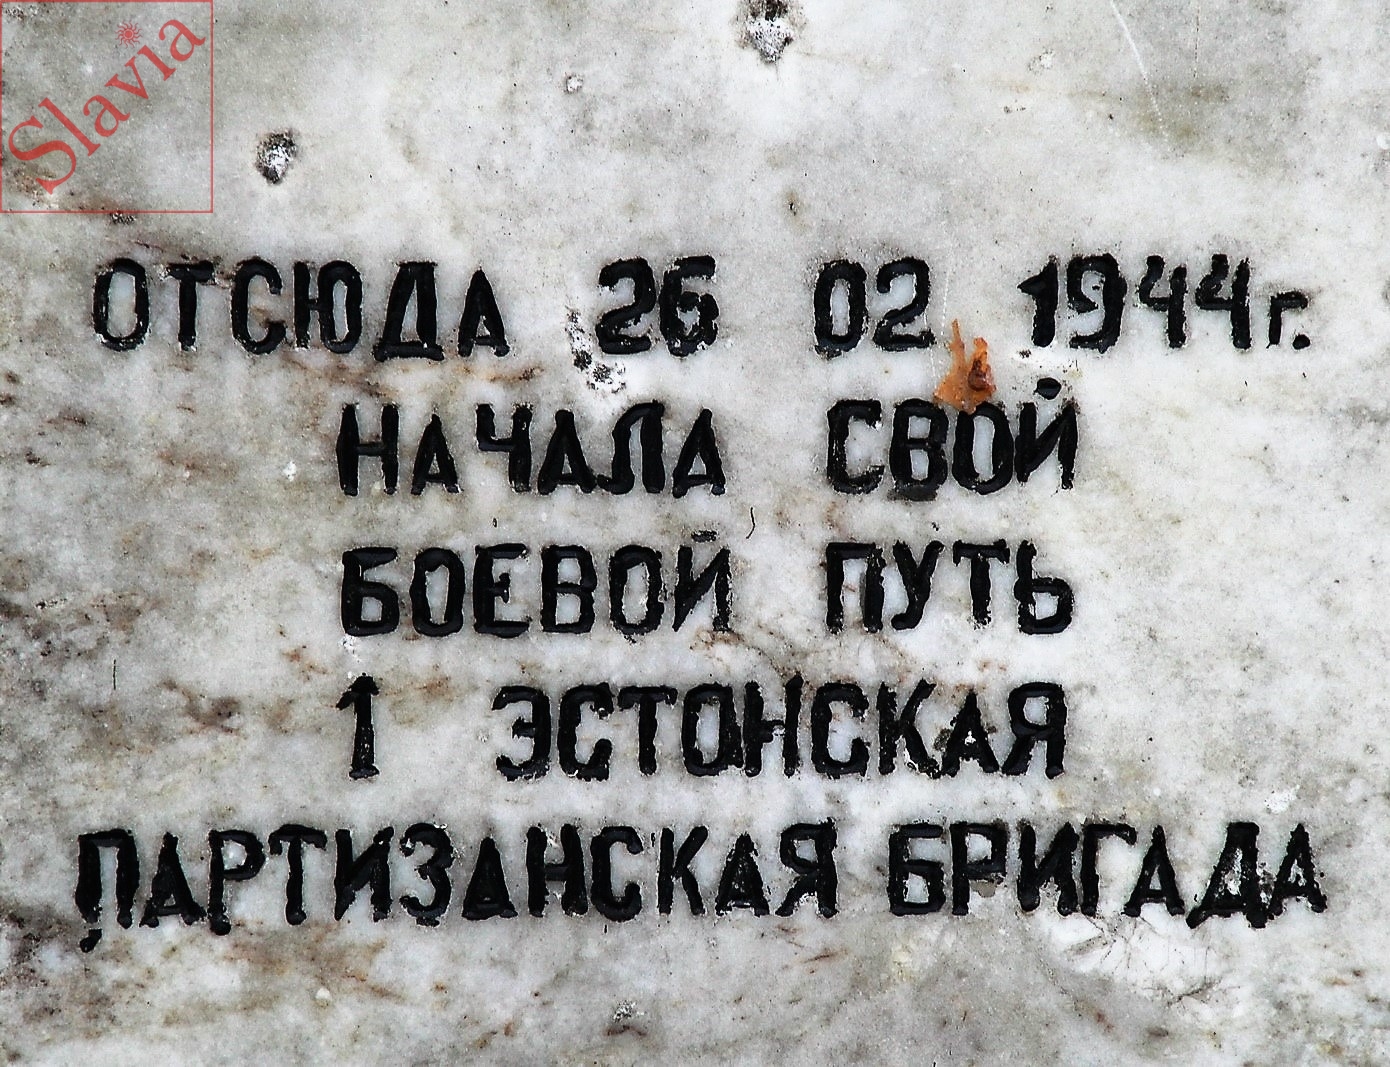 Slavia
ОТСЮДА 26 02 1944г.
НАЧАЛА СВОЙ
БОЕВОЙ ПУТЬ
1 ЭСТОНСКАЯ
ПАРТИЗАНСКАЯ БРИГАДА